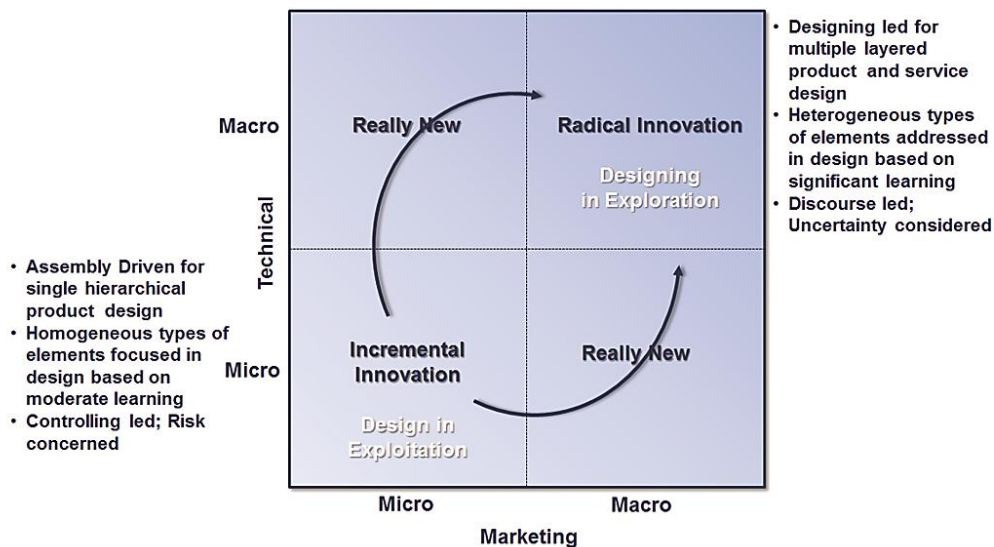 • Designing led for
multiple layered
product and service
design
• Heterogeneous types
of elements addressed
in design based on
significant learning
• Discourse led;
Uncertainty considered
Macro
Really New
Radical Innovation
Designing
in Exploration
Technical
• Assembly Driven for
single hierarchical
product design
• Homogeneous types of
elements focused in
design based on
moderate learning
• Controlling led; Risk
concerned
Micro
Incremental
Innovation
Really New
Design in
Exploitation
Micro
Macro
Marketing